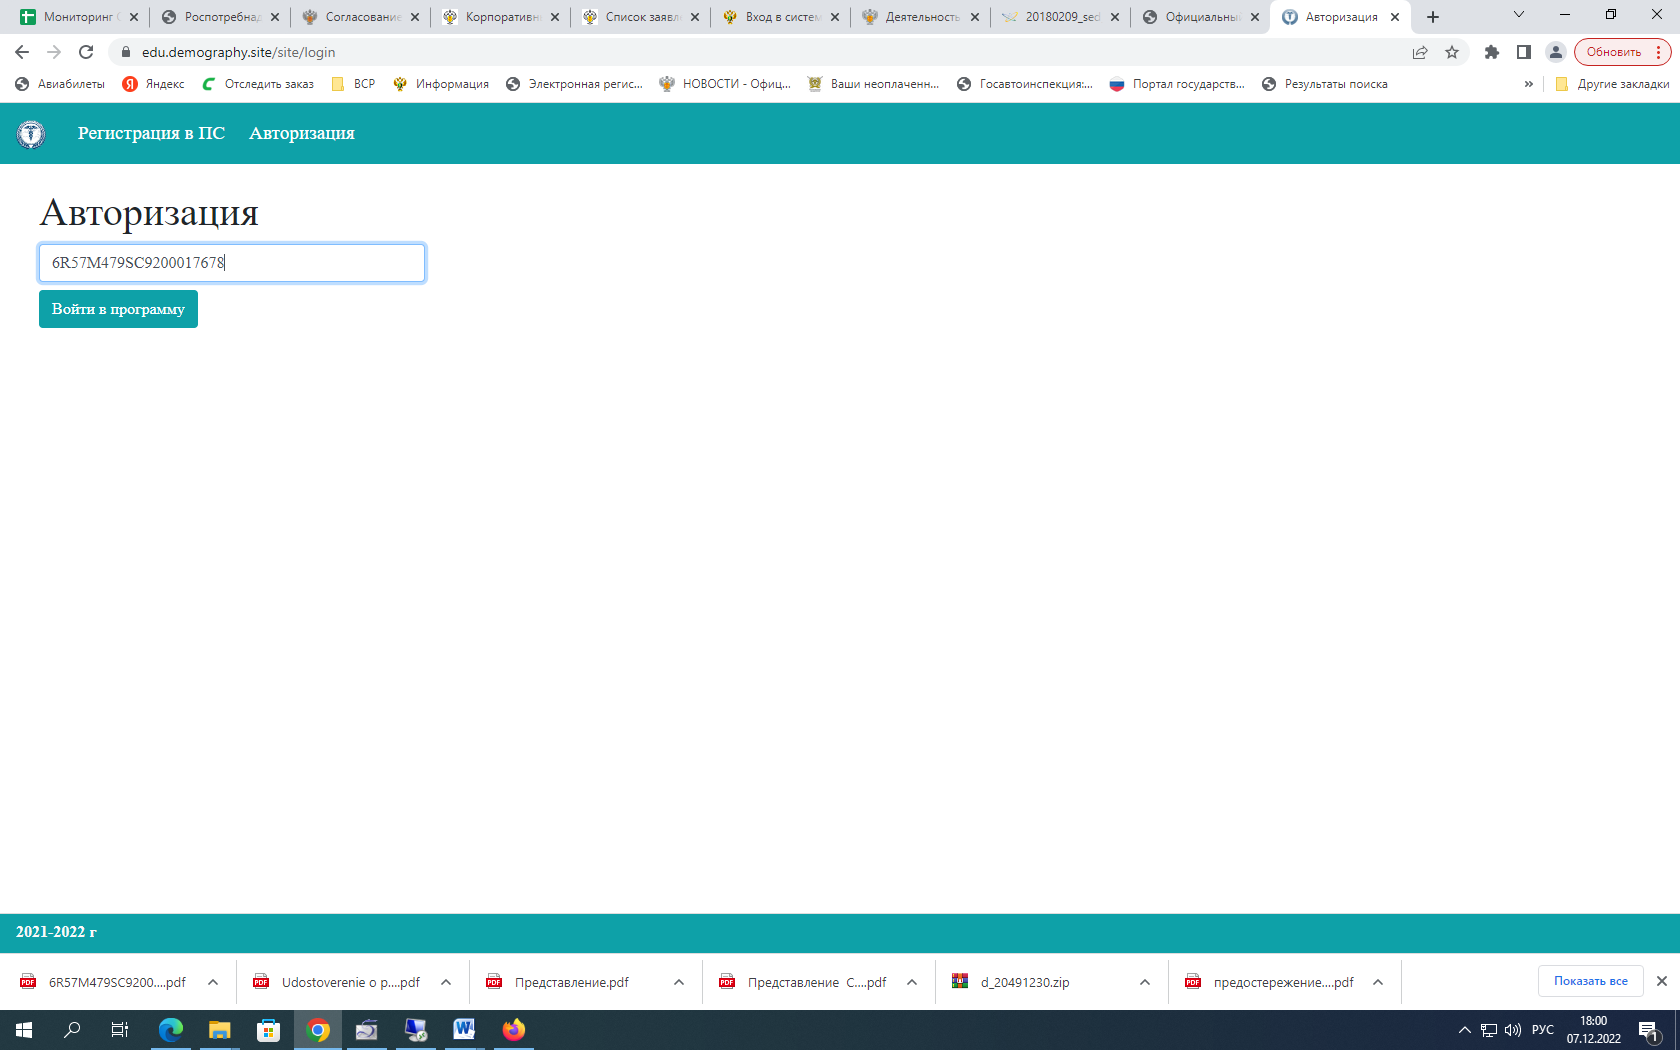 Мониторинг
Роспотребнад
Согласование
Корпоративн
Список заявл
Вход в систем
Деятельность
20180209_sed
Официальный
Авторизация
edu.demography.site/site/login
Обновить
Авиабилеты
Яндекс
Отследить заказ
ВСР
Информация
Электронная регис...
НОВОСТИ - Офиц...
Ваши неоплаченн...
Госавтоинспекция:...
Портал государств...
Результаты поиска
»
Другие закладки
Регистрация в ПС Авторизация
Авторизация
6R57M479SC9200017678
Войти в программу
2021-2022 г
6R57M479SC9200....pdf
Udostoverenie o p....pdf
Представление.pdf
Представление С....pdf
d_20491230.zip
предостережение....pdf
Показать все
РУС
18:00
07.12.2022
1